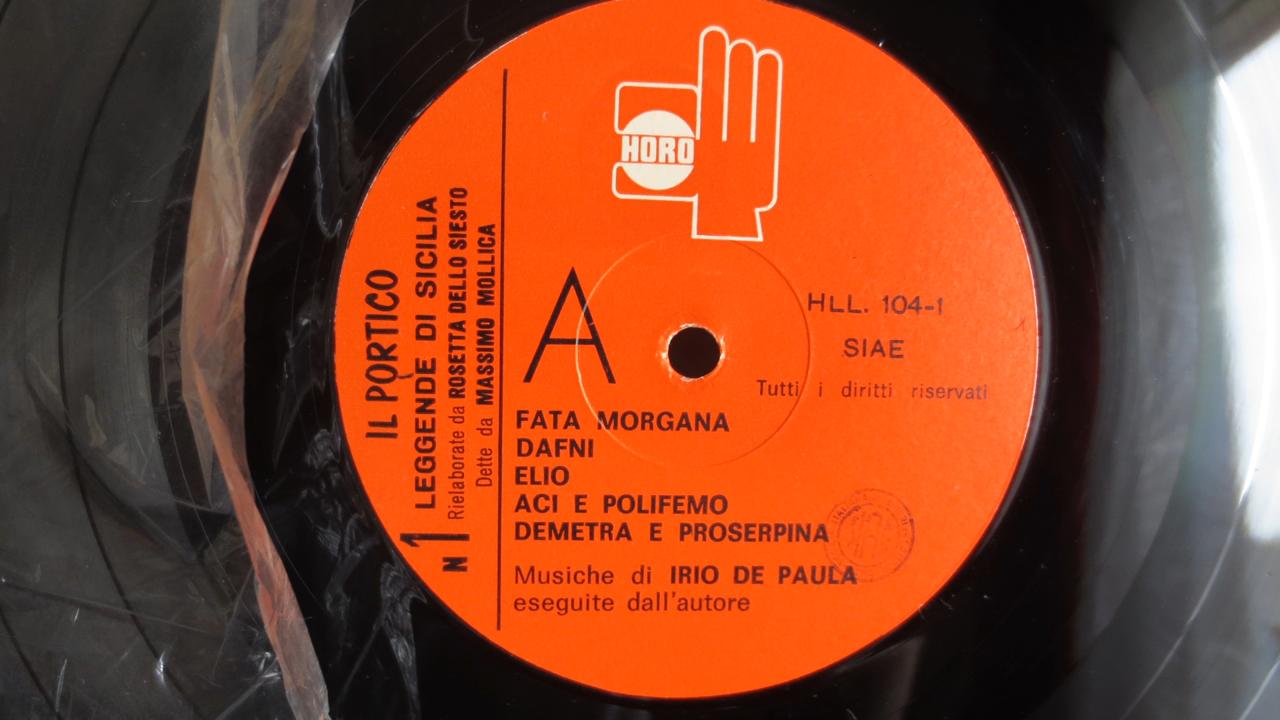 HORO
IL PORTICO
LEGGENDE DI SICILIA
Rielaborate da ROSETTA DELLO SIESTO
Dette da MASSIMO MOLLICA
N 1
A
HLL. 104-1
SIAE
Tutti i diritti riservati
FATA MORGANA
DAFNI
ELIO
ACI E POLIFEMO
DEMETRA E PROSERPINA
Musiche di IRIO DE PAULA
eseguite dall'autore